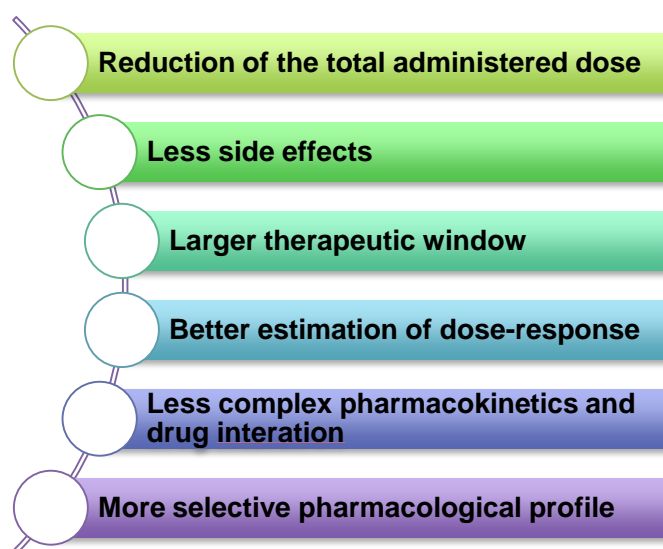 Reduction of the total administered dose
Less side effects
Larger therapeutic window
Better estimation of dose-response
Less complex pharmacokinetics and
drug interation
More selective pharmacological profile